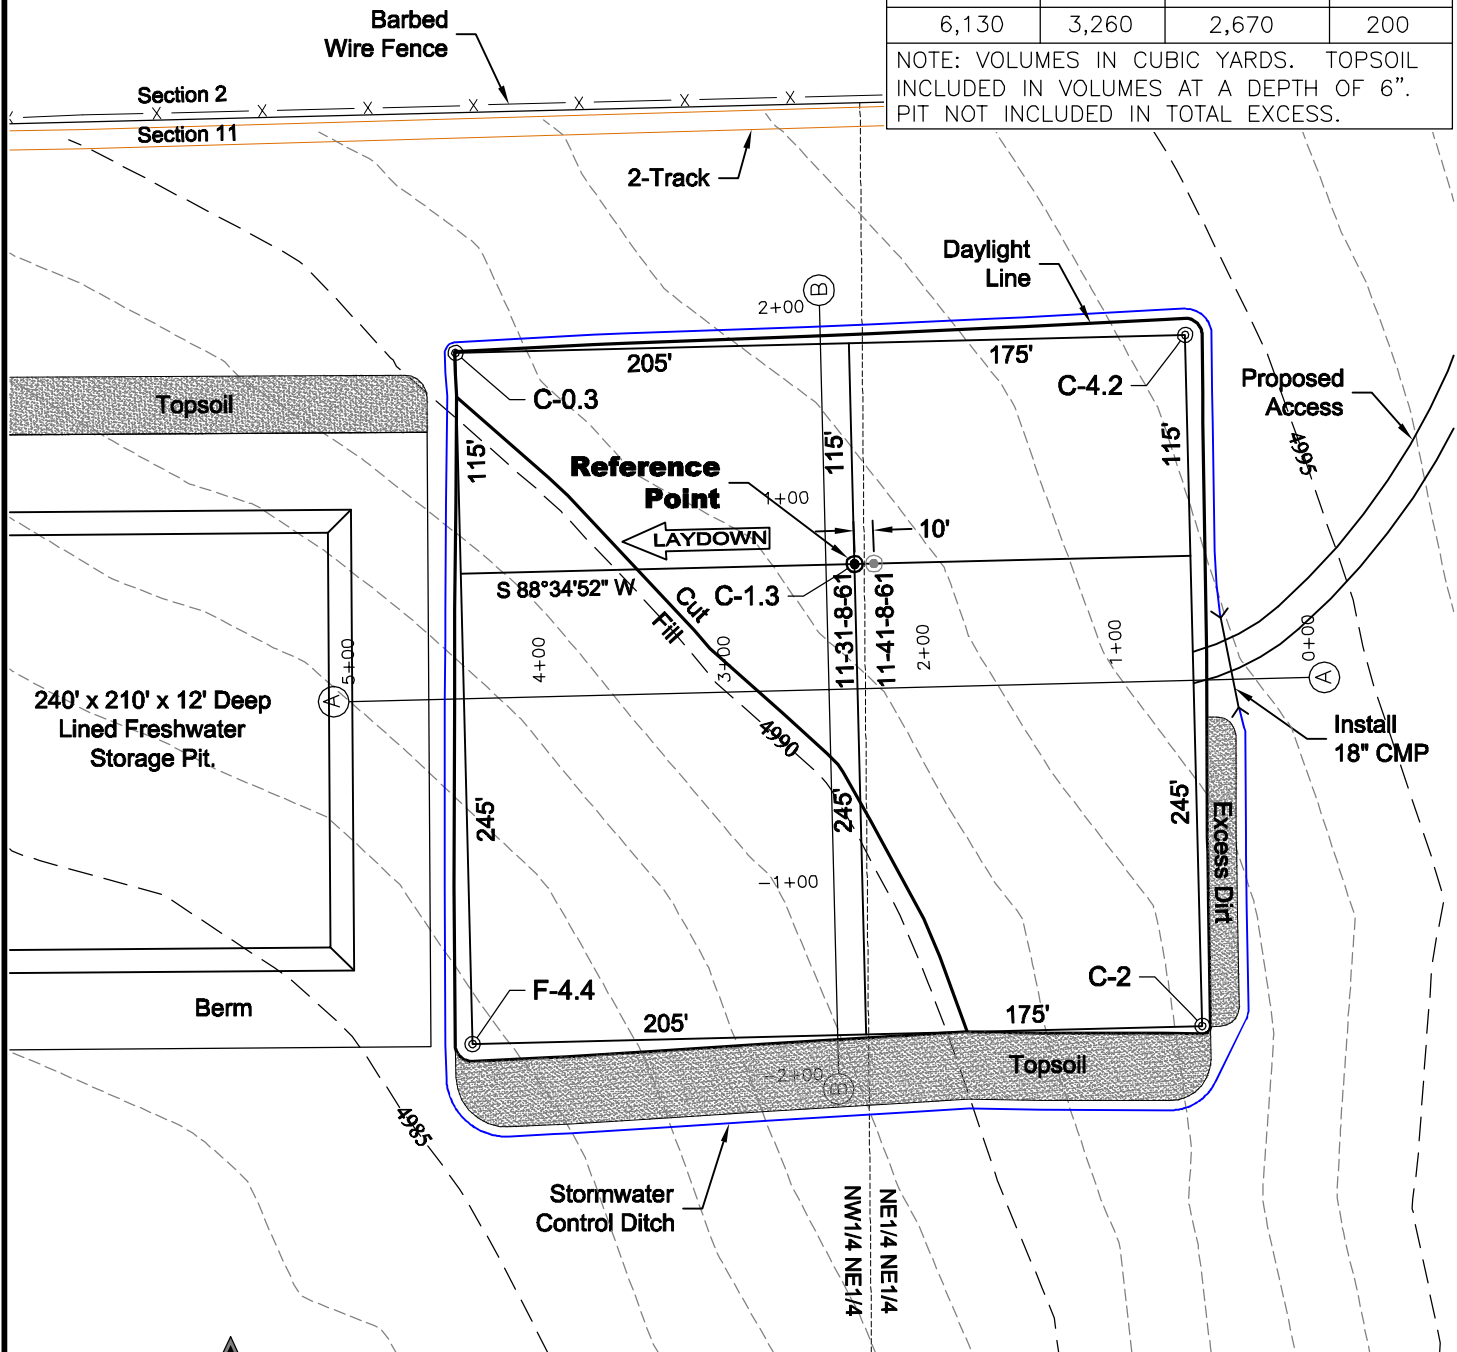 6,130 3,260 2,670 200
NOTE: VOLUMES IN CUBIC YARDS. TOPSOIL
INCLUDED IN VOLUMES AT A DEPTH OF 6”.
PIT NOT INCLUDED IN TOTAL EXCESS.
Barbed
Wire Fence
Section 2
X X X X X X X X
Section 11
2-Track
Daylight
Line
B
2+00
205'
175'
C-0.3
C-4.2
Proposed
Access
Topsoil
115'
115'
115'
4995
Reference
Point
1+00
LAYDOWN
10'
S 88°34'52" W
C-1.3
Cut
Fill
11-31-8-61
11-41-8-61
5+00
4+00
3+00
2+00
1+00
0+00
A
A
240' x 210' x 12' Deep
Lined Freshwater
Storage Pit.
4990
Install
18" CMP
245'
245'
245'
Excess Dirt
-1+00
F-4.4
C-2
Berm
205'
175'
Topsoil
-2+00
B
4985
Stormwater
Control Ditch
NW1/4 NE1/4
NE1/4 NE1/4